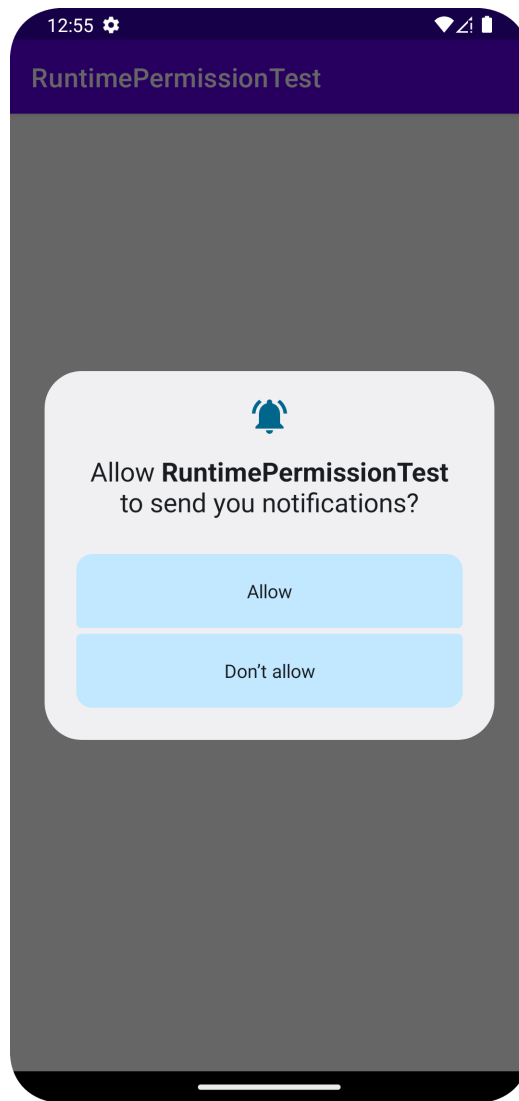 12:55
RuntimePermissionTest
Allow RuntimePermissionTest
to send you notifications?
Allow
Don’t allow